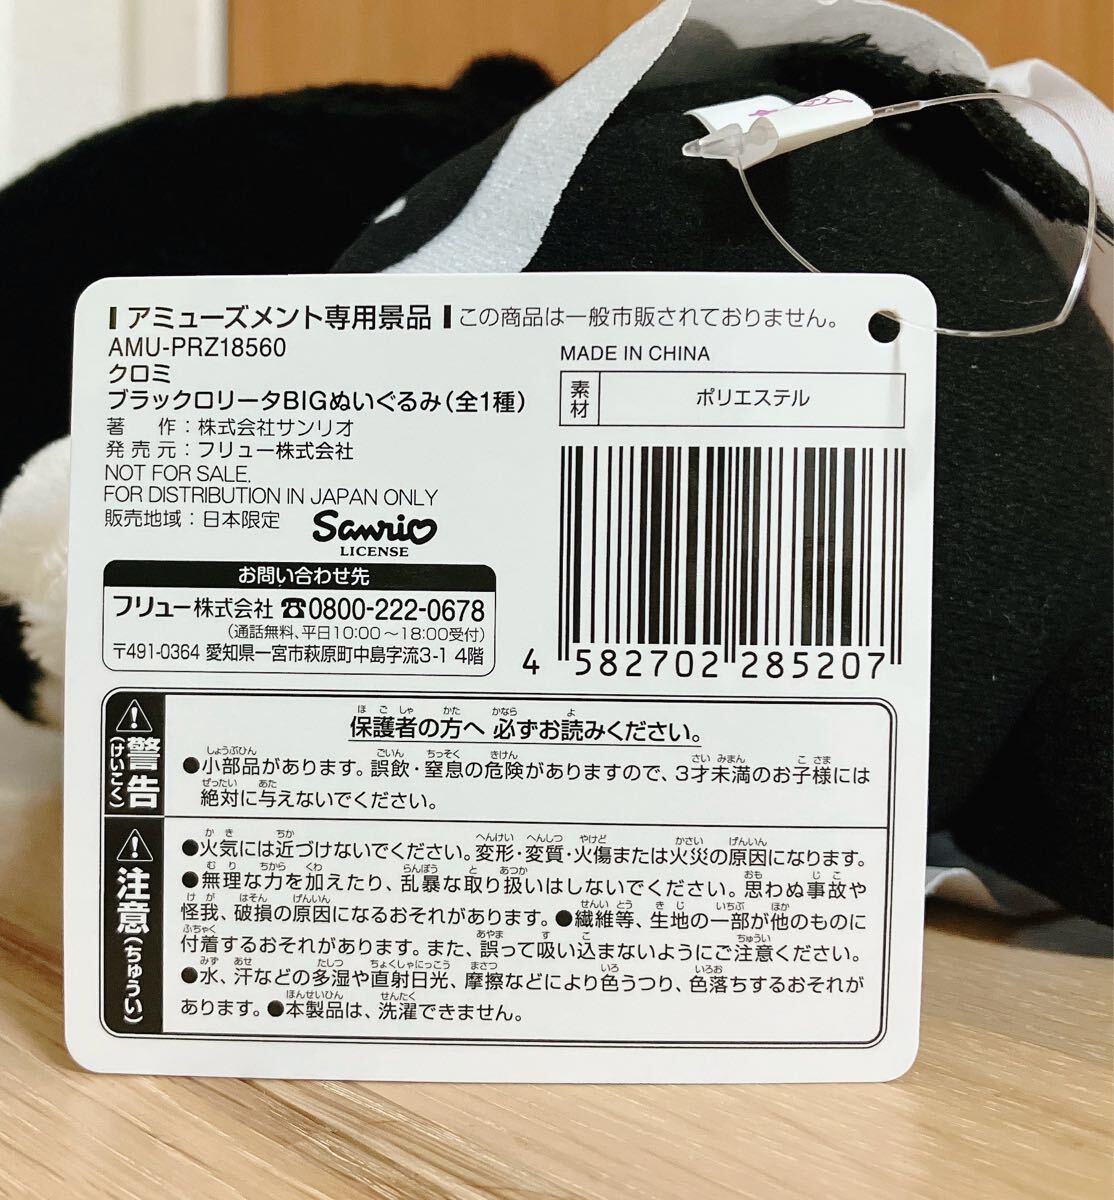 アミューズメント専用景品 この商品は一般市販されておりません。
AMU-PRZ18560
クロミ
ブラックロリータBIGぬいぐるみ(全1種)
著 作:株式会社サンリオ
発売元:フリュー株式会社
NOT FOR SALE.
FOR DISTRIBUTION IN JAPAN ONLY
販売地域:日本限定
Sanrio
LICENSE
お問い合わせ先
フリュー株式会社 ☎0800-222-0678
(通話無料、平日10:00～18:00受付)
〒491-0364 愛知県一宮市萩原町中島字流3-1 4階
MADE IN CHINA
素材 ポリエステル
4 582702 285207
警告(けいこく)
保護者の方へ 必ずお読みください。
●小部品があります。誤飲・窒息の危険がありますので、3才未満のお子様には
絶対に与えないでください。
注意(ちゅうい)
●火気には近づけないでください。変形・変質・火傷または火災の原因になります。
●無理な力を加えたり、乱暴な取り扱いはしないでください。思わぬ事故や
怪我、破損の原因になるおそれがあります。●繊維等、生地の一部が他のものに
付着するおそれがあります。また、誤って吸い込まないようにご注意ください。
●水、汗などの多湿や直射日光、摩擦などにより色うつり、色落ちするおそれが
あります。●本製品は、洗濯できません。